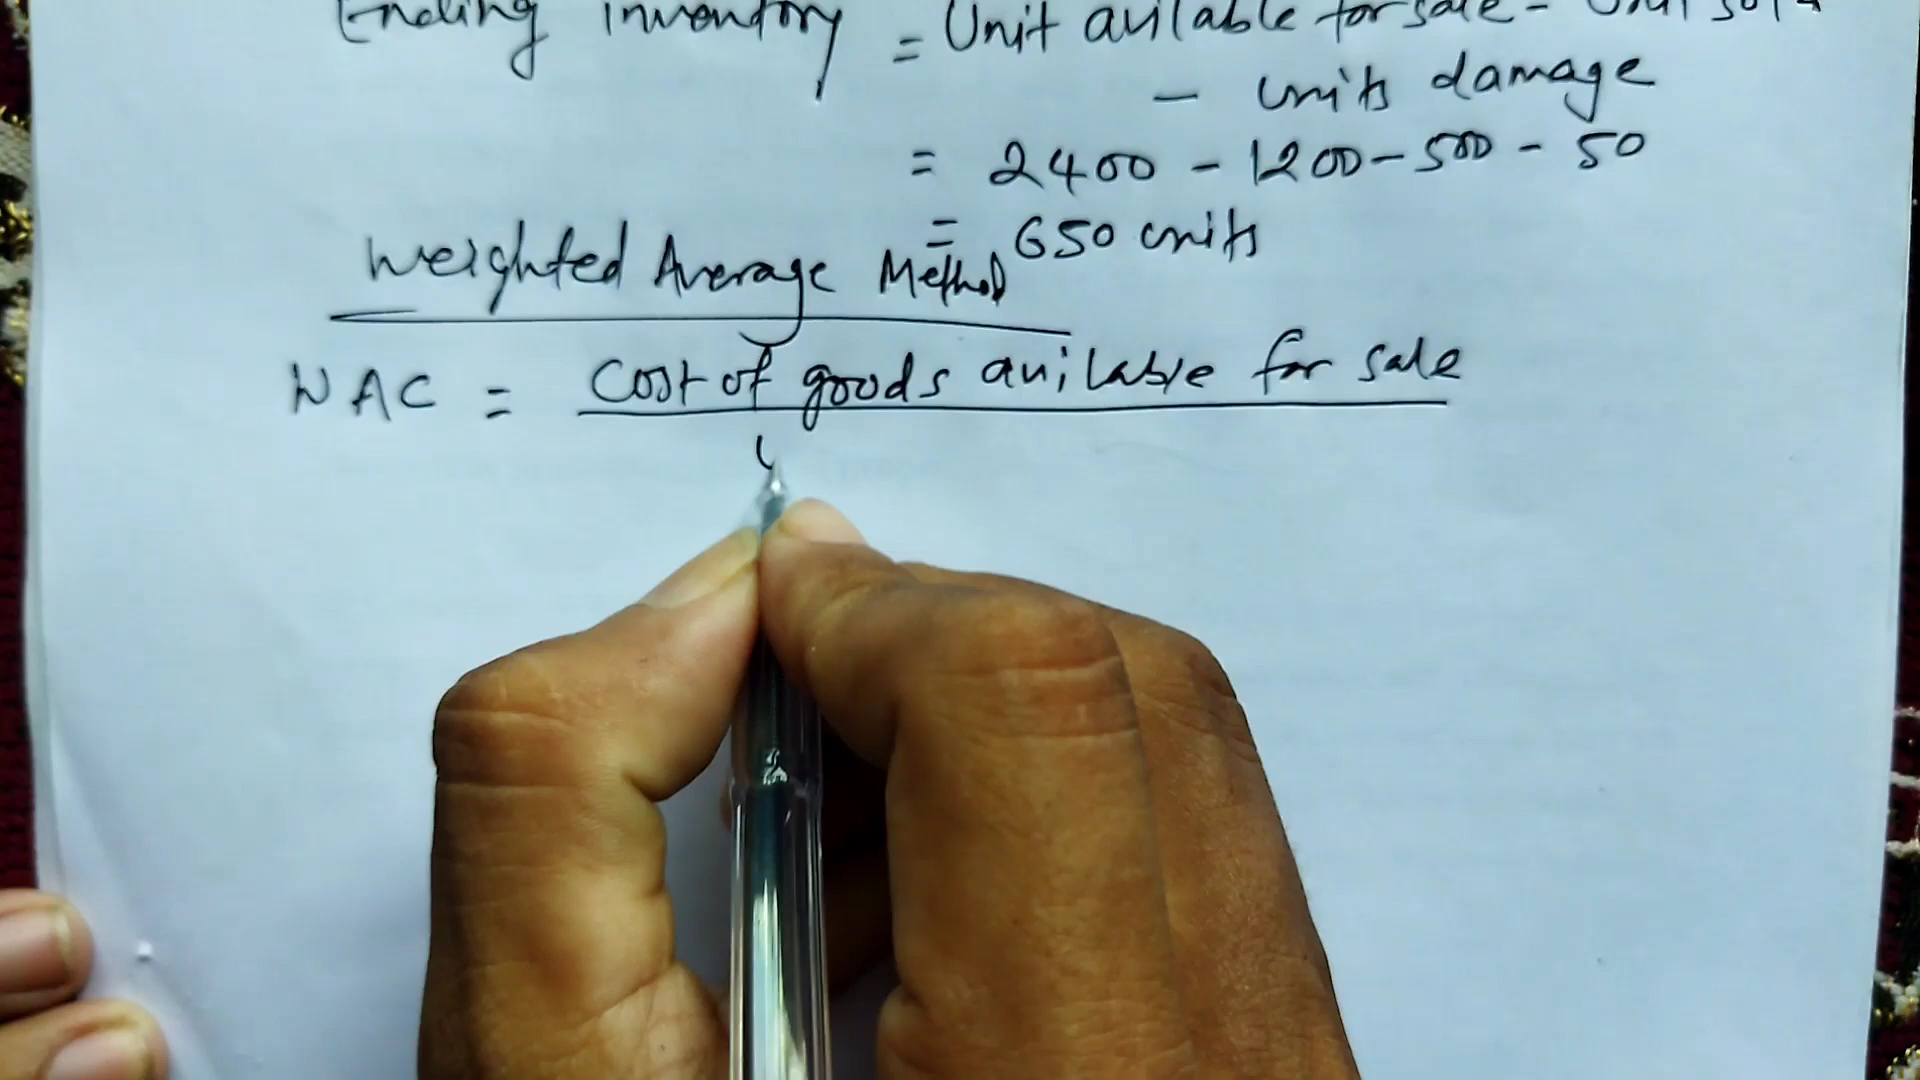 Ending inventory = Unit avilable for sale - Unit sold
- units damage
= 2400 - 1200 - 500 - 50
= 650 units
Weighted Average Method
WAC = Cost of goods avilable for sale